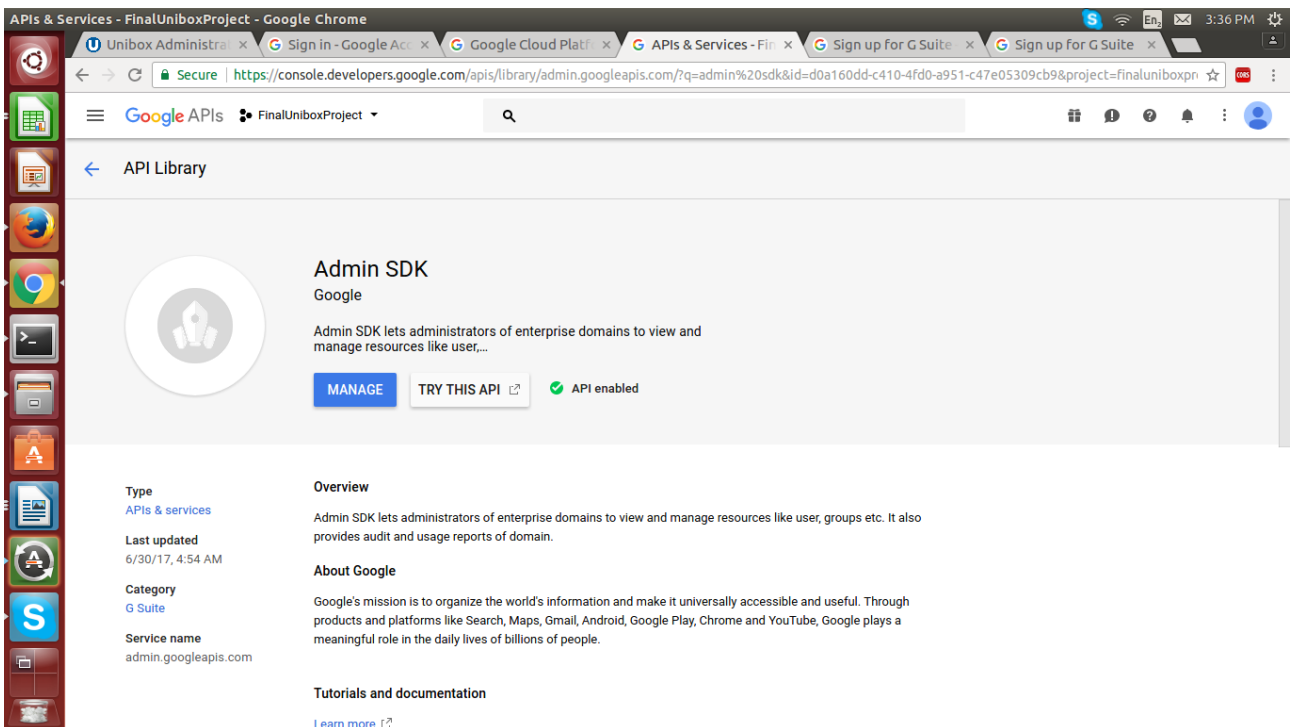 APIs & Services - FinalUniboxProject - Google Chrome
En2
3:36 PM
Unibox Administrat
Sign in - Google Acc
Google Cloud Platf
APIs & Services - Fin
Sign up for G Suite
Sign up for G Suite
Secure
https://console.developers.google.com/apis/library/admin.googleapis.com/?q=admin%20sdk&id=d0a160dd-c410-4fd0-a951-c47e05309cb9&project=finaluniboxpr
CORS
Google APIs
FinalUniboxProject
API Library
Admin SDK
Google
Admin SDK lets administrators of enterprise domains to view and
manage resources like user,...
MANAGE
TRY THIS API
API enabled
Type
APIs & services
Last updated
6/30/17, 4:54 AM
Category
G Suite
Service name
admin.googleapis.com
Overview
Admin SDK lets administrators of enterprise domains to view and manage resources like user, groups etc. It also
provides audit and usage reports of domain.
About Google
Google's mission is to organize the world's information and make it universally accessible and useful. Through
products and platforms like Search, Maps, Gmail, Android, Google Play, Chrome and YouTube, Google plays a
meaningful role in the daily lives of billions of people.
Tutorials and documentation
Learn more